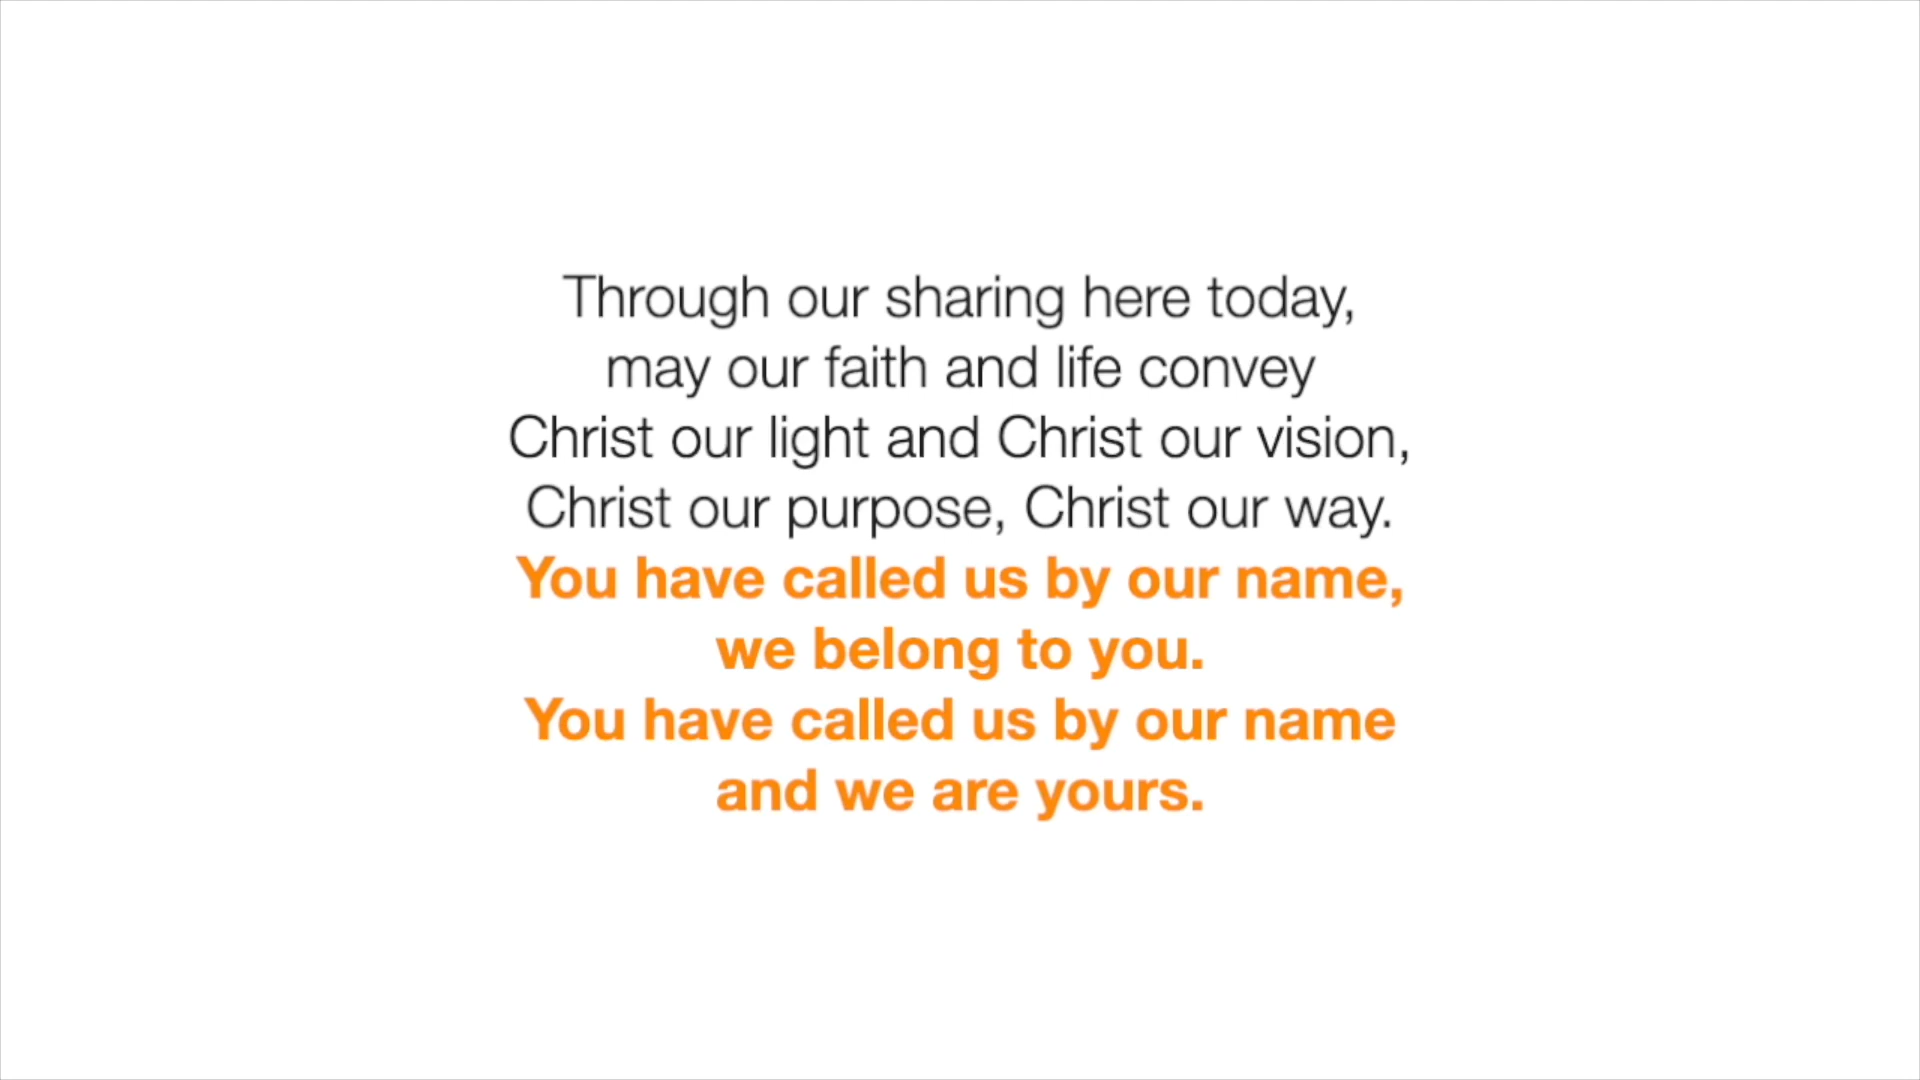 Through our sharing here today,
may our faith and life convey
Christ our light and Christ our vision,
Christ our purpose, Christ our way.
You have called us by our name,
we belong to you.
You have called us by our name
and we are yours.